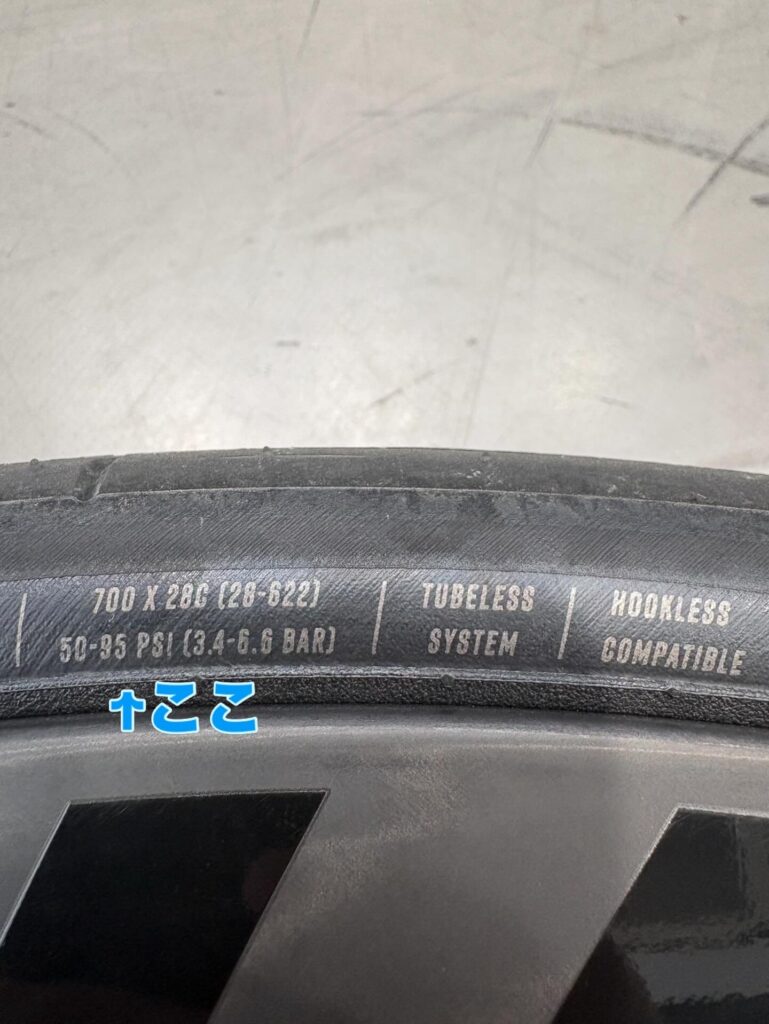 700 X 28C (28-622)
50-95 PSI (3.4-6.6 BAR)
TUBELESS
SYSTEM
HOOKLESS
COMPATIBLE
↑ここ